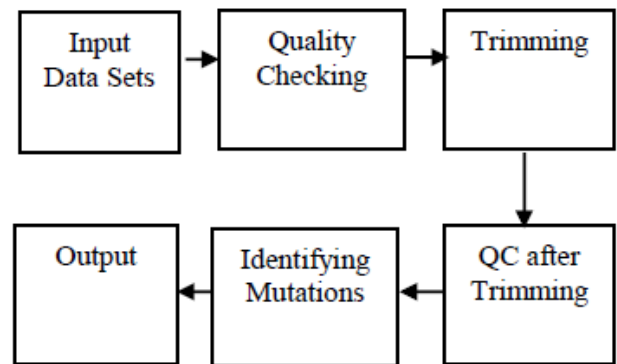 Input
Data Sets
Quality
Checking
Trimming
QC after
Trimming
Identifying
Mutations
Output